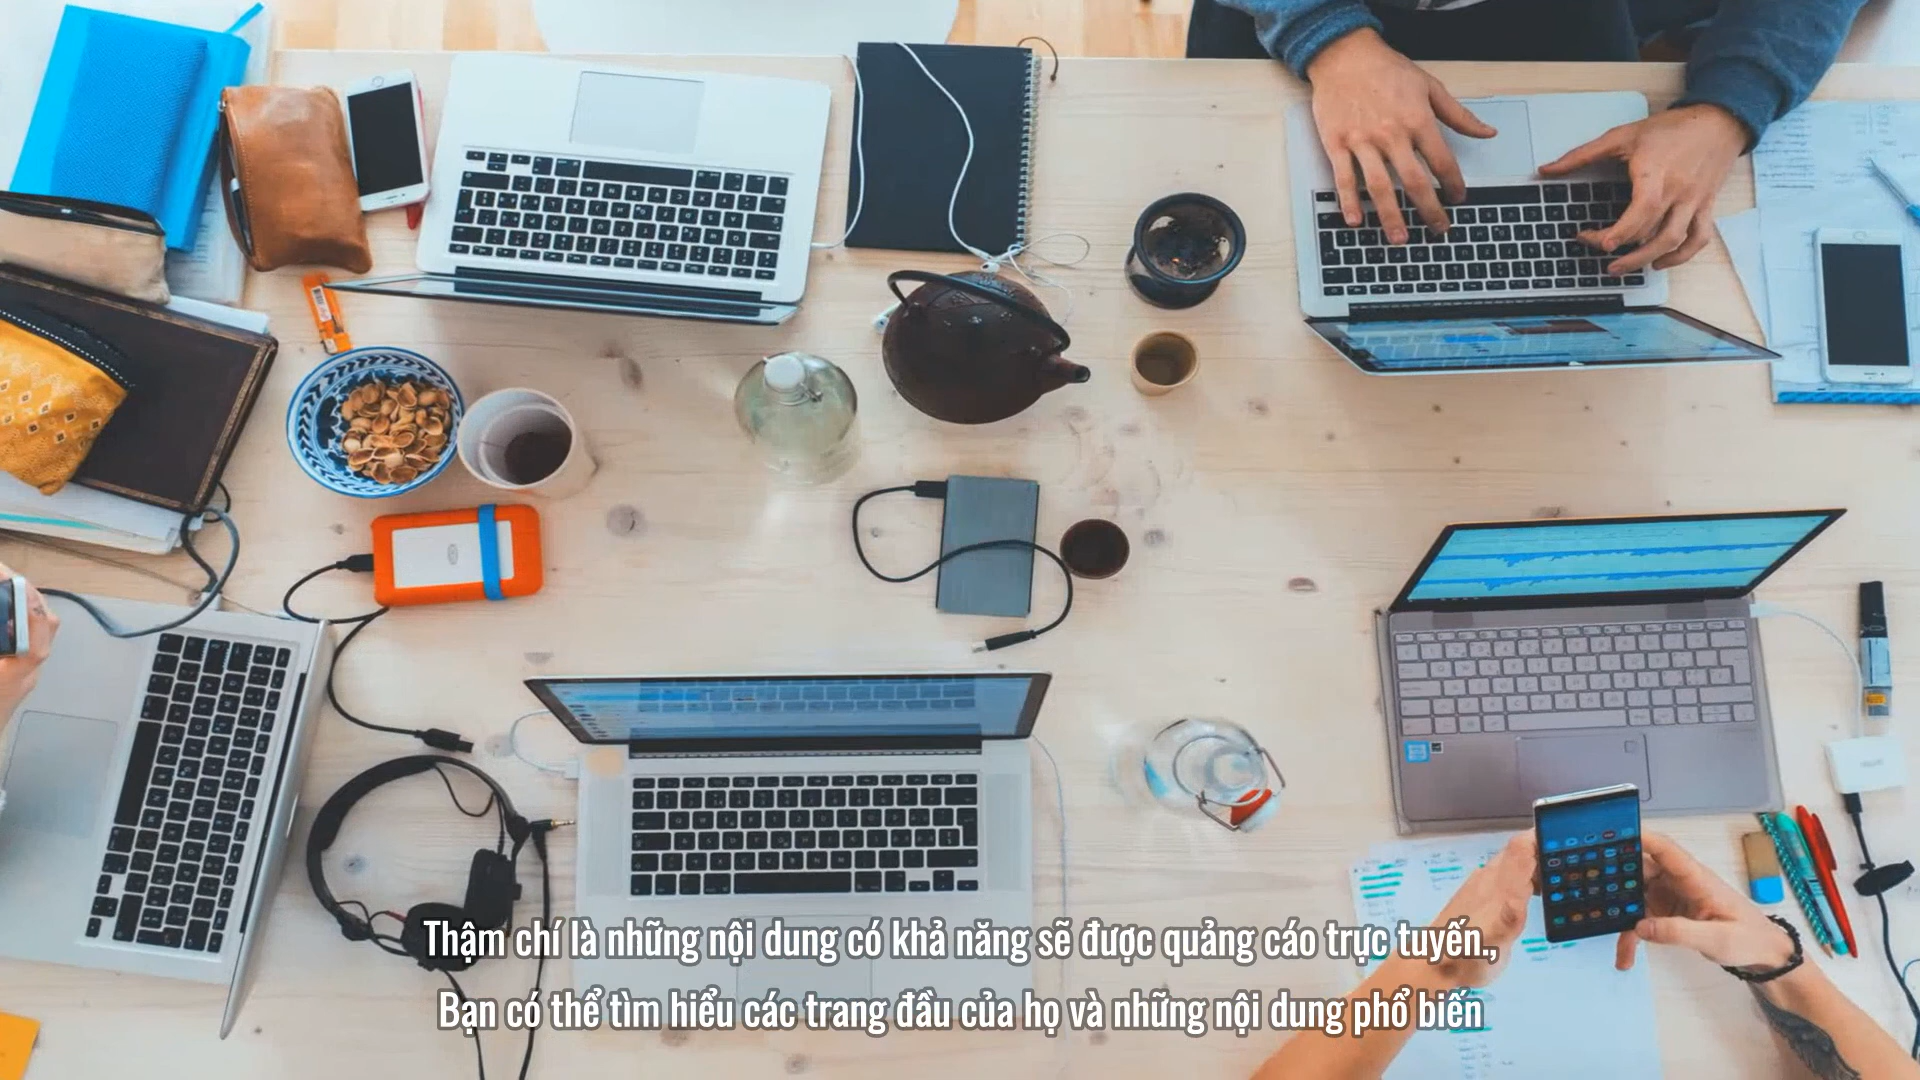 Thậm chí là những nội dung có khả năng sẽ được quảng cáo trực tuyến.,
Bạn có thể tìm hiểu các trang đầu của họ và những nội dung phổ biến